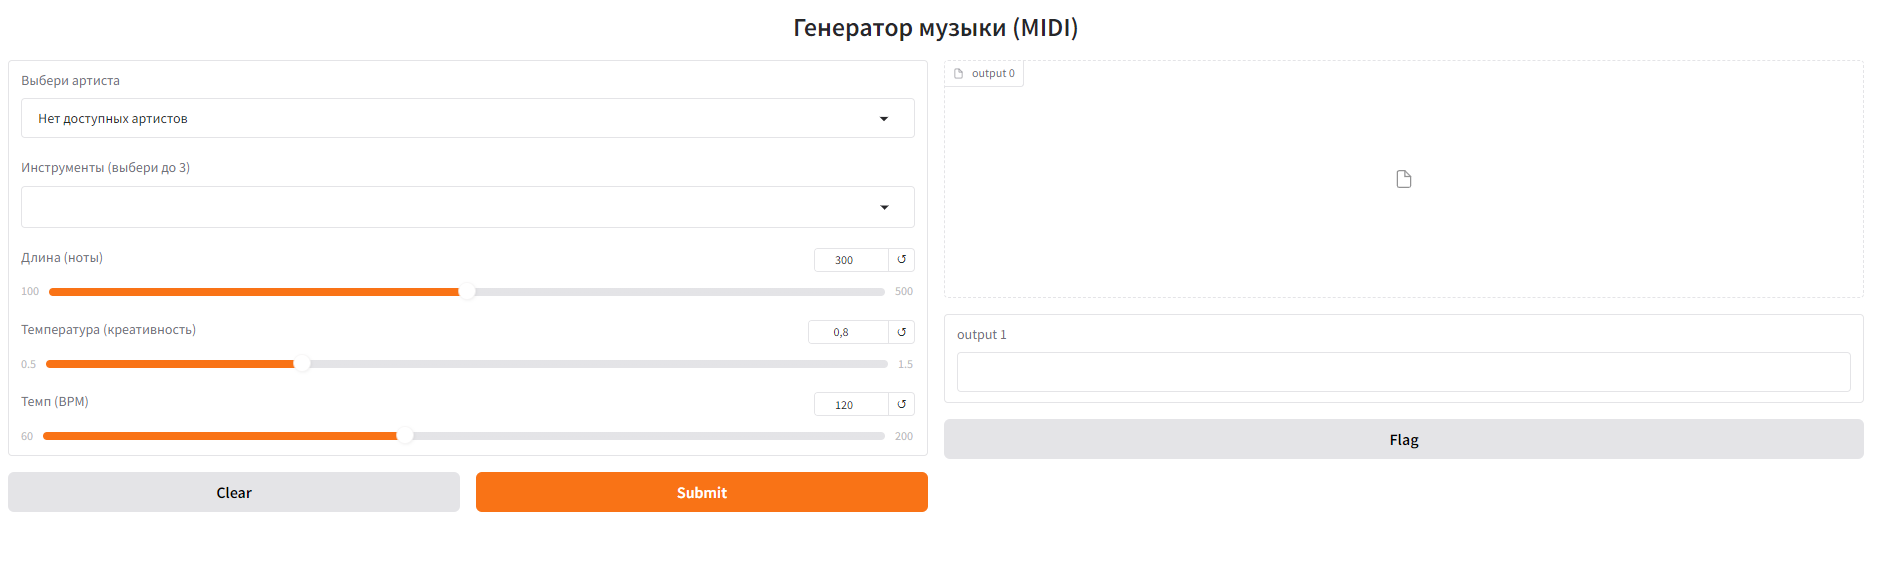 Генератор музыки (MIDI)
Выбери артиста
Нет доступных артистов
Инструменты (выбери до 3)
Длина (ноты)
300
100
500
Температура (креативность)
0,8
0.5
1.5
Темп (BPM)
120
60
200
Clear
Submit
output 0
output 1
Flag